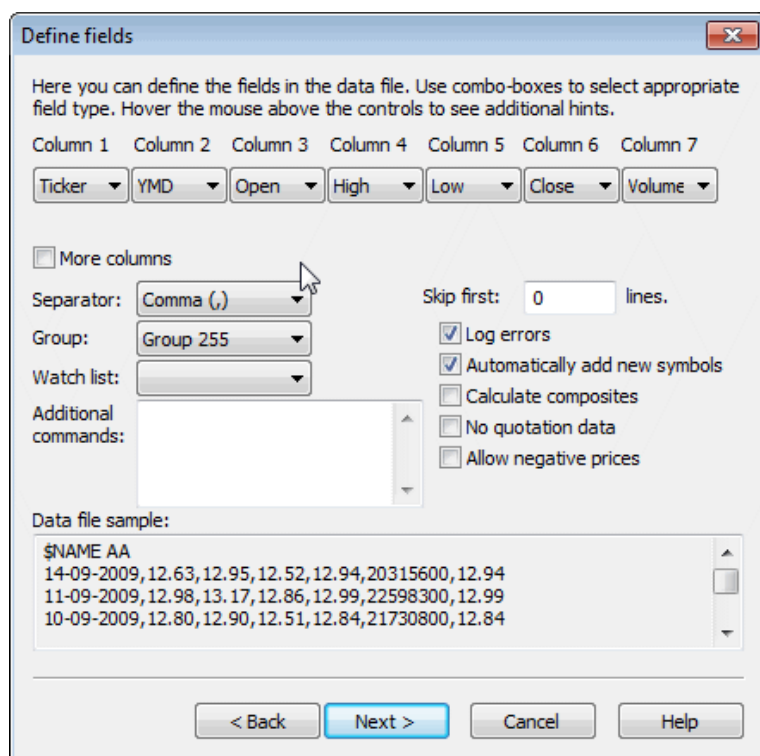 Define fields
Here you can define the fields in the data file. Use combo-boxes to select appropriate
field type. Hover the mouse above the controls to see additional hints.
Column 1 Column 2 Column 3 Column 4 Column 5 Column 6 Column 7
Ticker YMD Open High Low Close Volume
More columns
Separator: Comma (,) Skip first: 0 lines.
Group: Group 255 Log errors
Watch list: Automatically add new symbols
Additional
commands:
Calculate composites
No quotation data
Allow negative prices
Data file sample:
$NAME AA
14-09-2009,12.63,12.95,12.52,12.94,20315600,12.94
11-09-2009,12.98,13.17,12.86,12.99,22598300,12.99
10-09-2009,12.80,12.90,12.51,12.84,21730800,12.84
< Back Next > Cancel Help